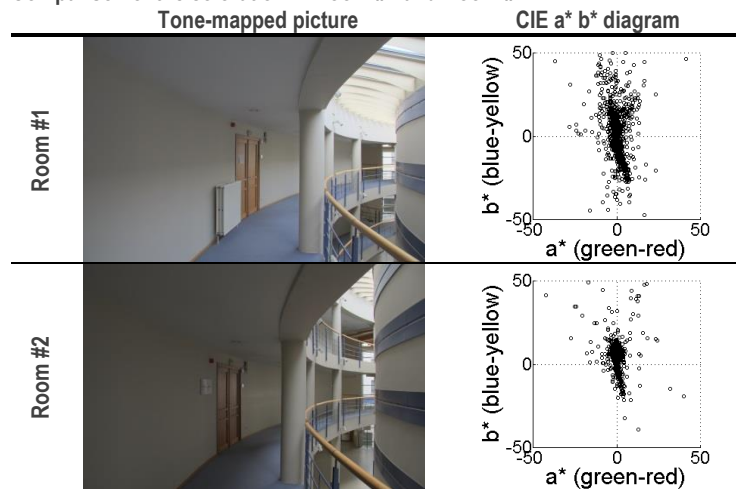 Tone-mapped picture
CIE a* b* diagram
Room #1
50
0
-50
b* (blue-yellow)
-50
0
50
a* (green-red)
Room #2
50
0
-50
b* (blue-yellow)
-50
0
50
a* (green-red)